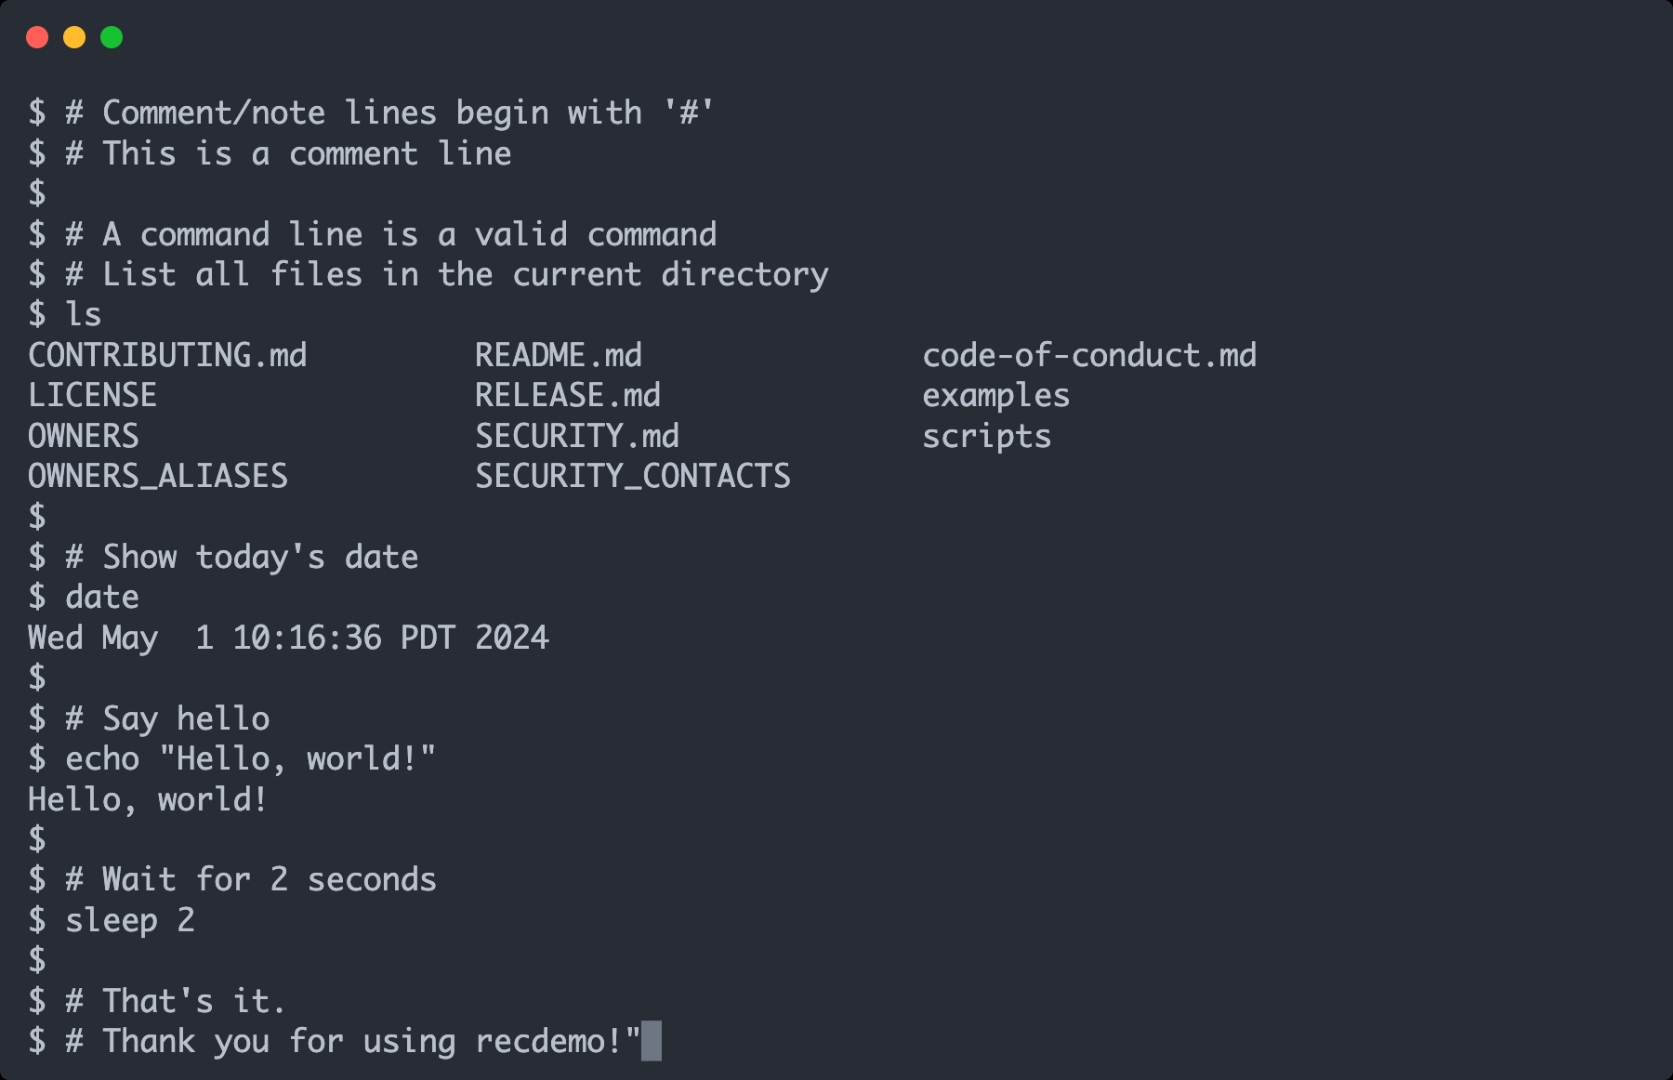 $ # Comment/note lines begin with '#'
$ # This is a comment line
$
$ # A command line is a valid command
$ # List all files in the current directory
$ ls
CONTRIBUTING.md         README.md               code-of-conduct.md
LICENSE                 RELEASE.md              examples
OWNERS                  SECURITY.md             scripts
OWNERS_ALIASES          SECURITY_CONTACTS
$
$ # Show today's date
$ date
Wed May  1 10:16:36 PDT 2024
$
$ # Say hello
$ echo "Hello, world!"
Hello, world!
$
$ # Wait for 2 seconds
$ sleep 2
$
$ # That's it.
$ # Thank you for using recdemo!"